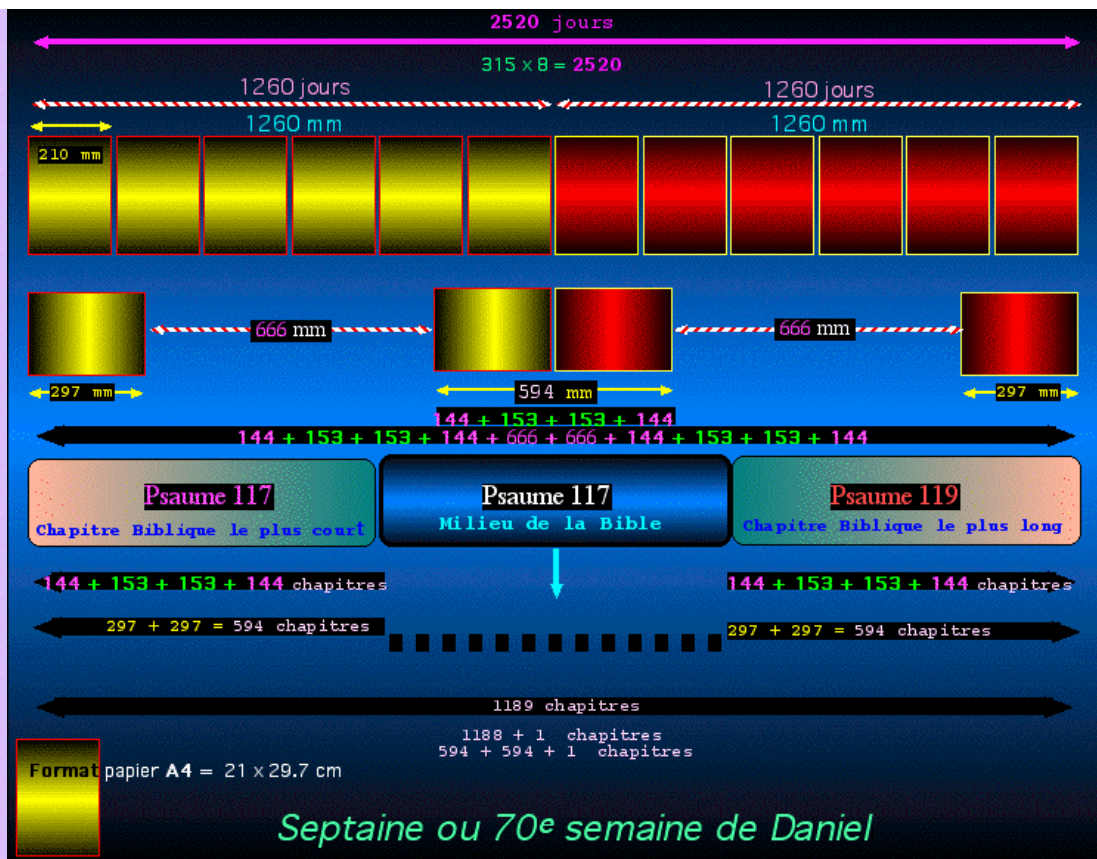 2520 jours
315 x 8 = 2520
1260 jours 1260 jours
1260 mm 1260 mm
210 mm
666 mm 666 mm
297 mm 594 mm 297 mm
144 + 153 + 153 + 144
144 + 153 + 153 + 144 + 666 + 666 + 144 + 153 + 153 + 144
Psaume 117 Psaume 117 Psaume 119
Chapitre Biblique le plus court Milieu de la Bible Chapitre Biblique le plus long
144 + 153 + 153 + 144 chapitres 144 + 153 + 153 + 144 chapitres
297 + 297 = 594 chapitres 297 + 297 = 594 chapitres
1189 chapitres
1188 + 1 chapitres
594 + 594 + 1 chapitres
Format papier A4 = 21 x 29.7 cm
Septaine ou 70e semaine de Daniel